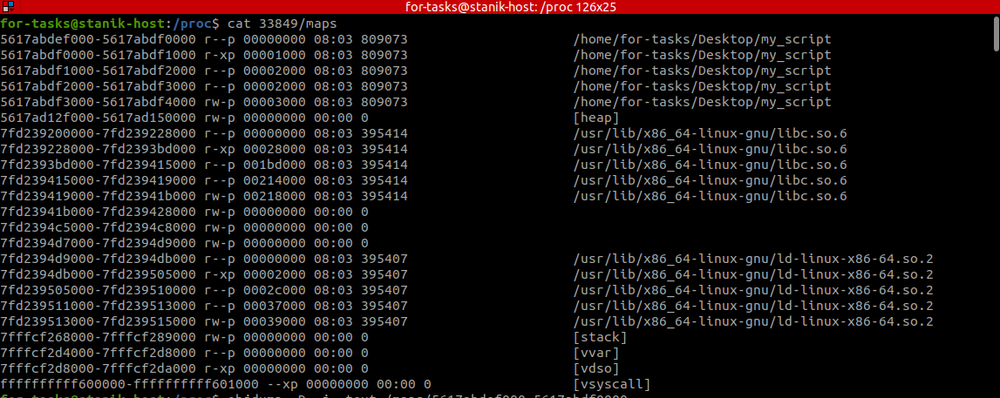 for-tasks@stanik-host: /proc 126x25
for-tasks@stanik-host:/proc$ cat 33849/maps
5617abdef000-5617abdf0000 r--p 00000000 08:03 809073 /home/for-tasks/Desktop/my_script
5617abdf0000-5617abdf1000 r-xp 00001000 08:03 809073 /home/for-tasks/Desktop/my_script
5617abdf1000-5617abdf2000 r--p 00002000 08:03 809073 /home/for-tasks/Desktop/my_script
5617abdf2000-5617abdf3000 r--p 00002000 08:03 809073 /home/for-tasks/Desktop/my_script
5617abdf3000-5617abdf4000 rw-p 00003000 08:03 809073 /home/for-tasks/Desktop/my_script
5617ad12f000-5617ad150000 rw-p 00000000 00:00 0 [heap]
7fd239200000-7fd239228000 r--p 00000000 08:03 395414 /usr/lib/x86_64-linux-gnu/libc.so.6
7fd239228000-7fd2393bd000 r-xp 00028000 08:03 395414 /usr/lib/x86_64-linux-gnu/libc.so.6
7fd2393bd000-7fd239415000 r--p 001bd000 08:03 395414 /usr/lib/x86_64-linux-gnu/libc.so.6
7fd239415000-7fd239419000 r--p 00214000 08:03 395414 /usr/lib/x86_64-linux-gnu/libc.so.6
7fd239419000-7fd23941b000 rw-p 00218000 08:03 395414 /usr/lib/x86_64-linux-gnu/libc.so.6
7fd23941b000-7fd239428000 rw-p 00000000 00:00 0
7fd2394c5000-7fd2394c8000 rw-p 00000000 00:00 0
7fd2394d7000-7fd2394d9000 rw-p 00000000 00:00 0
7fd2394d9000-7fd2394db000 r--p 00000000 08:03 395407 /usr/lib/x86_64-linux-gnu/ld-linux-x86-64.so.2
7fd2394db000-7fd239505000 r-xp 00002000 08:03 395407 /usr/lib/x86_64-linux-gnu/ld-linux-x86-64.so.2
7fd239505000-7fd239510000 r--p 0002c000 08:03 395407 /usr/lib/x86_64-linux-gnu/ld-linux-x86-64.so.2
7fd239511000-7fd239513000 r--p 00037000 08:03 395407 /usr/lib/x86_64-linux-gnu/ld-linux-x86-64.so.2
7fd239513000-7fd239515000 rw-p 00039000 08:03 395407 /usr/lib/x86_64-linux-gnu/ld-linux-x86-64.so.2
7fffcf268000-7fffcf289000 rw-p 00000000 00:00 0 [stack]
7fffcf2d4000-7fffcf2d8000 r--p 00000000 00:00 0 [vvar]
7fffcf2d8000-7fffcf2da000 r-xp 00000000 00:00 0 [vdso]
ffffffffff600000-ffffffffff601000 --xp 00000000 00:00 0 [vsyscall]
for-tasks@stanik-host:/proc$